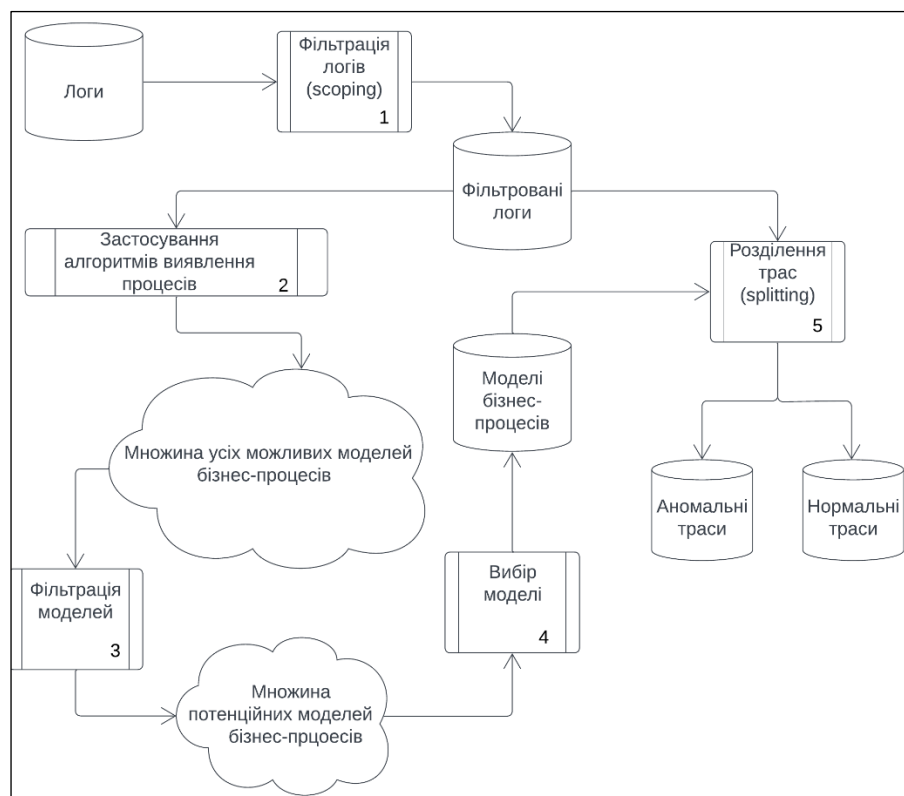 Логи
Фільтрація
логів
(scoping)
1
Фільтровані
логи
Застосування
алгоритмів виявлення
процесів
2
Розділення
трас
(splitting)
5
Моделі
бізнес-
процесів
Множина усіх можливих моделей
бізнес-процесів
Аномальні
траси
Нормальні
траси
Фільтрація
моделей
3
Вибір
моделі
4
Множина
потенційних моделей
бізнес-прцоесів